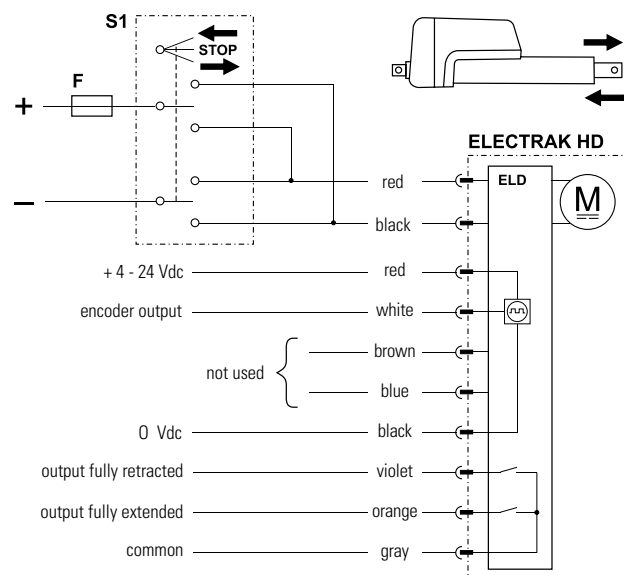 S1
STOP
F
+
–
ELECTRAK HD
ELD
M
red
black
+ 4 - 24 Vdc red
encoder output white
brown
not used
blue
0 Vdc black
output fully retracted violet
output fully extended orange
common gray